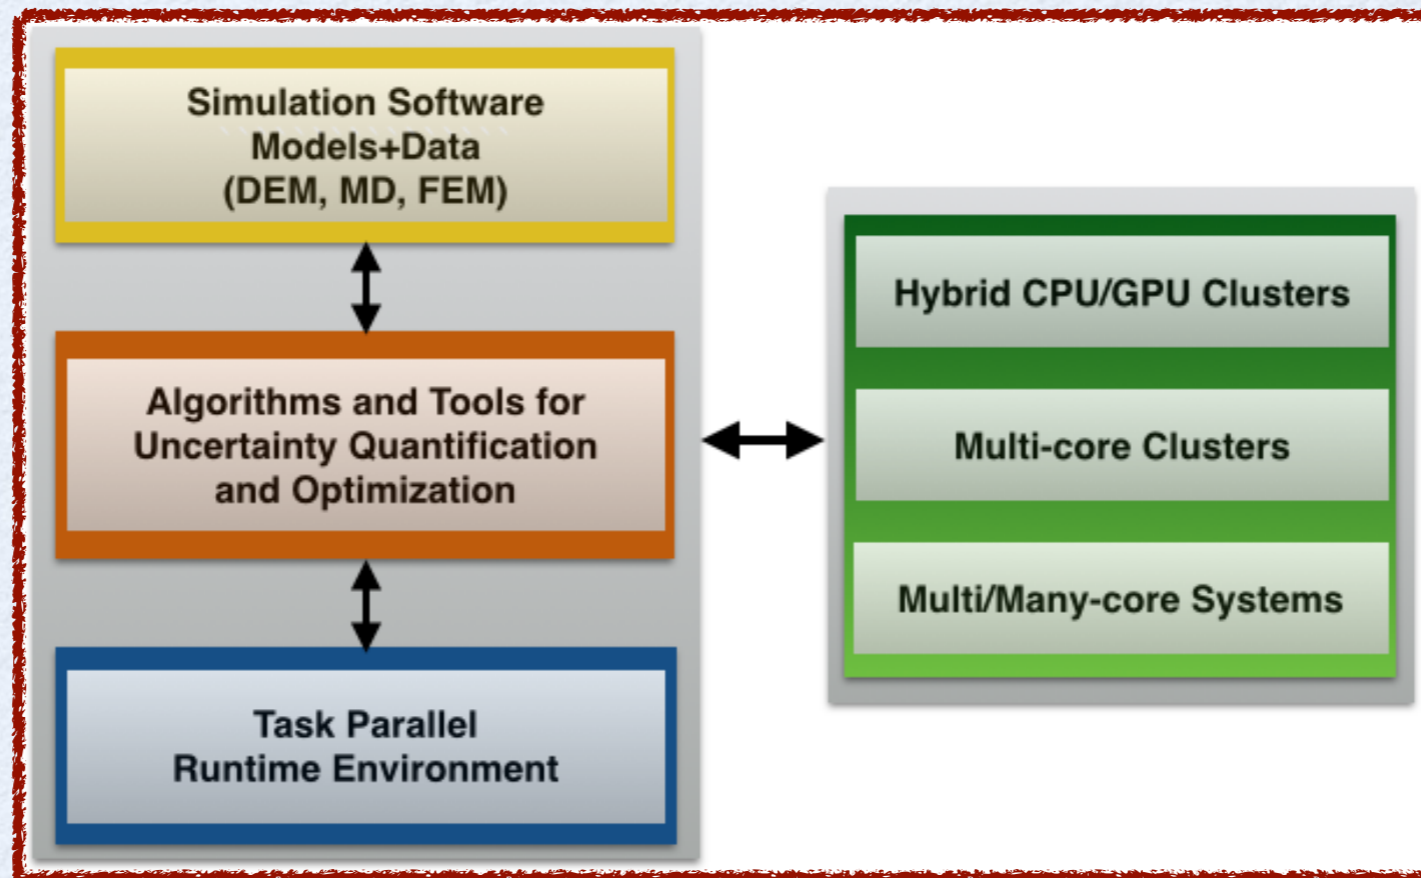 Simulation Software
Models+Data
(DEM, MD, FEM)
Algorithms and Tools for
Uncertainty Quantification
and Optimization
Task Parallel
Runtime Environment
Hybrid CPU/GPU Clusters
Multi-core Clusters
Multi/Many-core Systems